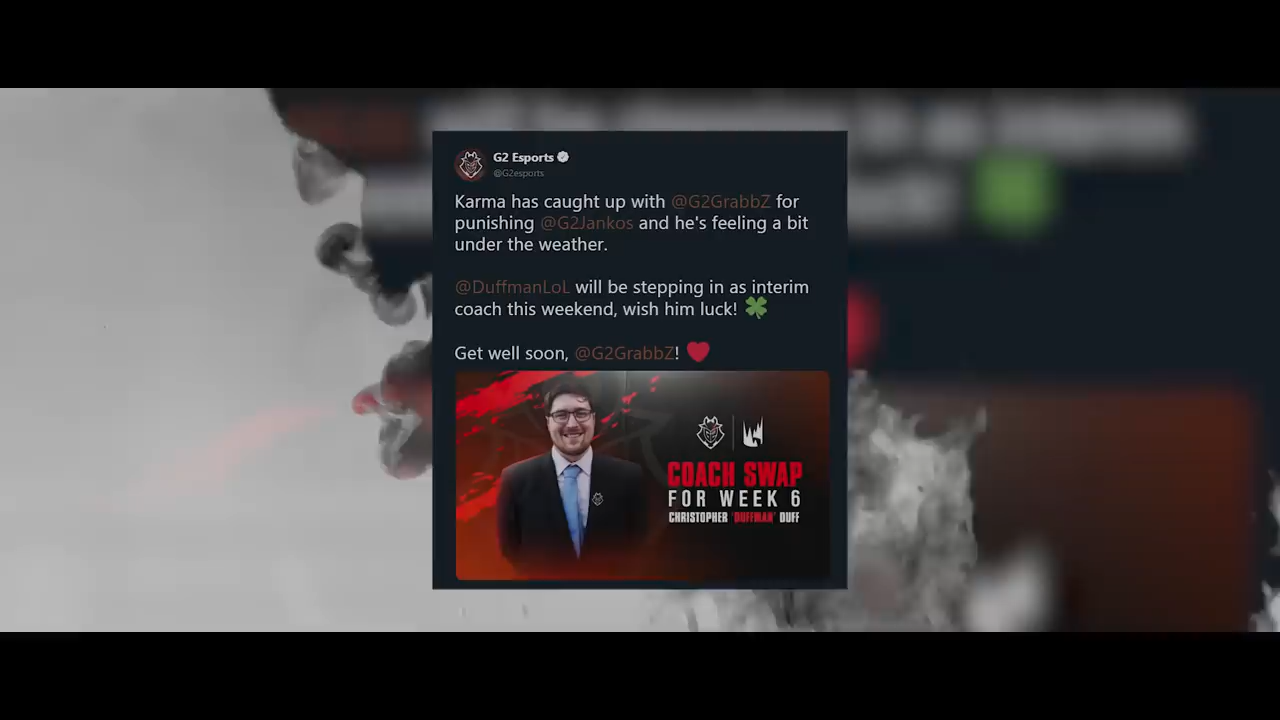 G2 Esports
@G2esports
Karma has caught up with @G2GrabbZ for
punishing @G2Jankos and he's feeling a bit
under the weather.
@DuffmanLoL will be stepping in as interim
coach this weekend, wish him luck! 🍀
Get well soon, @G2GrabbZ! ❤️
COACH SWAP
FOR WEEK 6
CHRISTOPHER 'DUFFMAN' DUFF